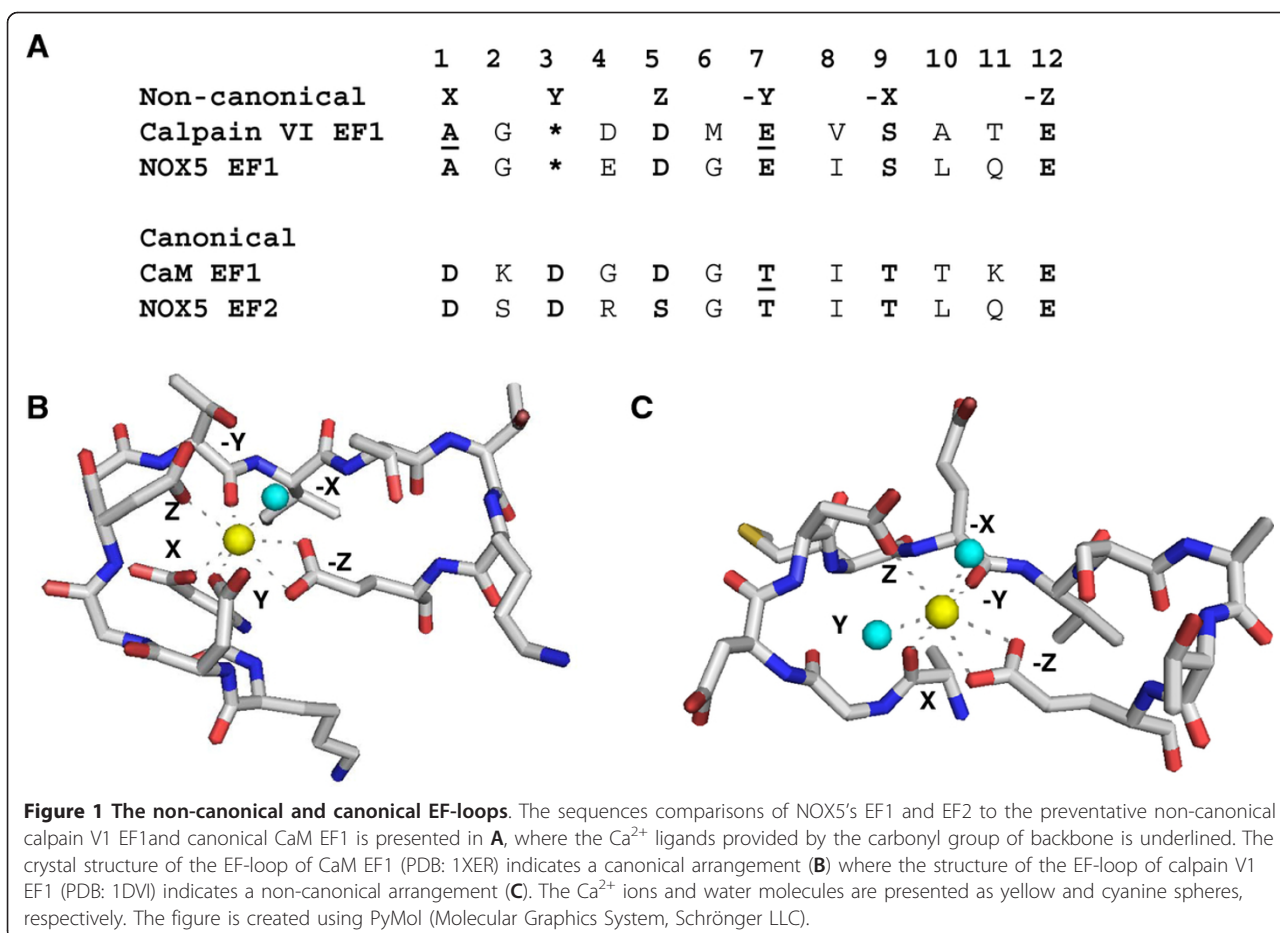 A
1 2 3 4 5 6 7 8 9 10 11 12
Non-canonical X Y Z -Y -X -Z
Calpain VI EF1 A G * D D M E V S A T E
NOX5 EF1 A G * E D G E I S L Q E
Canonical
CaM EF1 D K D G D G T I T T K E
NOX5 EF2 D S D R S G T I T L Q E
B
-Y
-X
Z
X
-Z
Y
C
-X
Z
-Y
Y
-Z
X
Figure 1 The non-canonical and canonical EF-loops. The sequences comparisons of NOX5's EF1 and EF2 to the preventative non-canonical
calpain V1 EF1and canonical CaM EF1 is presented in A, where the Ca2+ ligands provided by the carbonyl group of backbone is underlined. The
crystal structure of the EF-loop of CaM EF1 (PDB: 1XER) indicates a canonical arrangement (B) where the structure of the EF-loop of calpain V1
EF1 (PDB: 1DVI) indicates a non-canonical arrangement (C). The Ca2+ ions and water molecules are presented as yellow and cyanine spheres,
respectively. The figure is created using PyMol (Molecular Graphics System, Schrönger LLC).